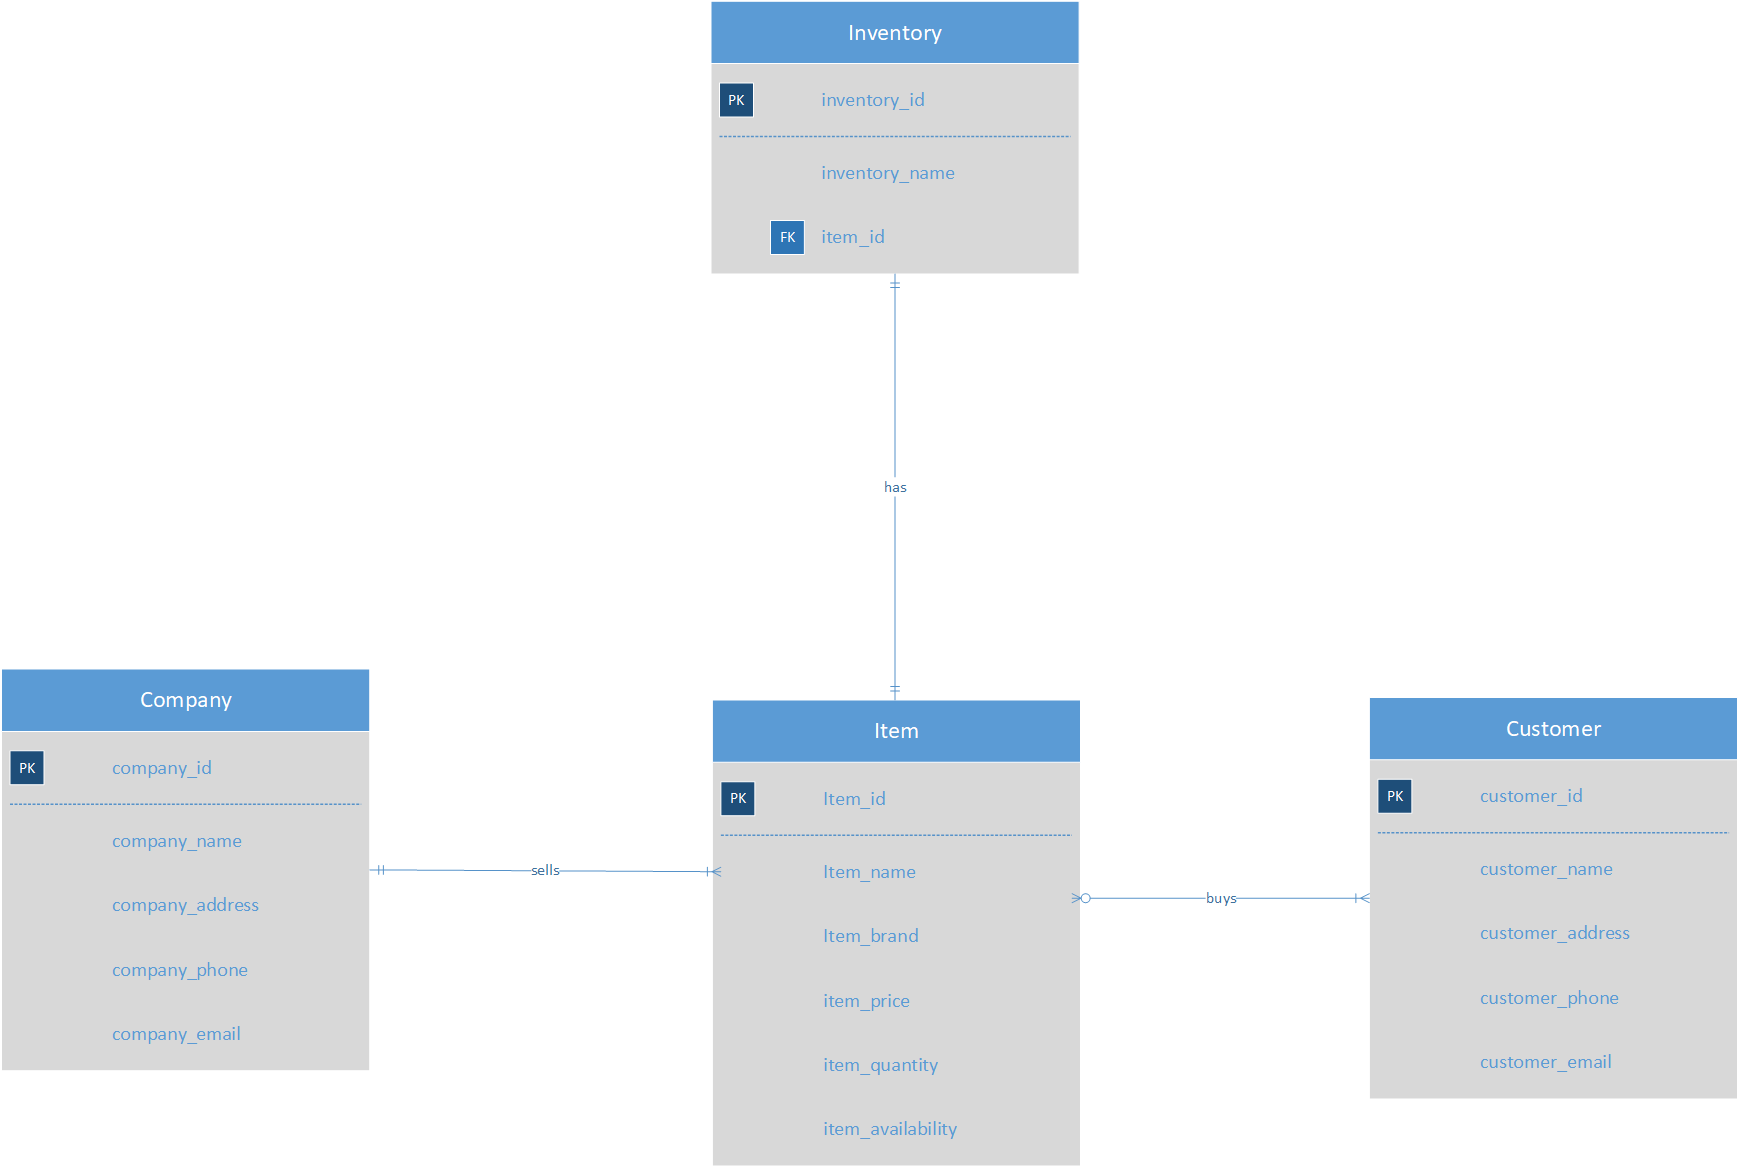 Inventory
PK inventory_id
inventory_name
FK item_id
has
Company
PK company_id
company_name
company_address
company_phone
company_email
sells
Item
PK Item_id
Item_name
Item_brand
item_price
item_quantity
item_availability
buys
Customer
PK customer_id
customer_name
customer_address
customer_phone
customer_email